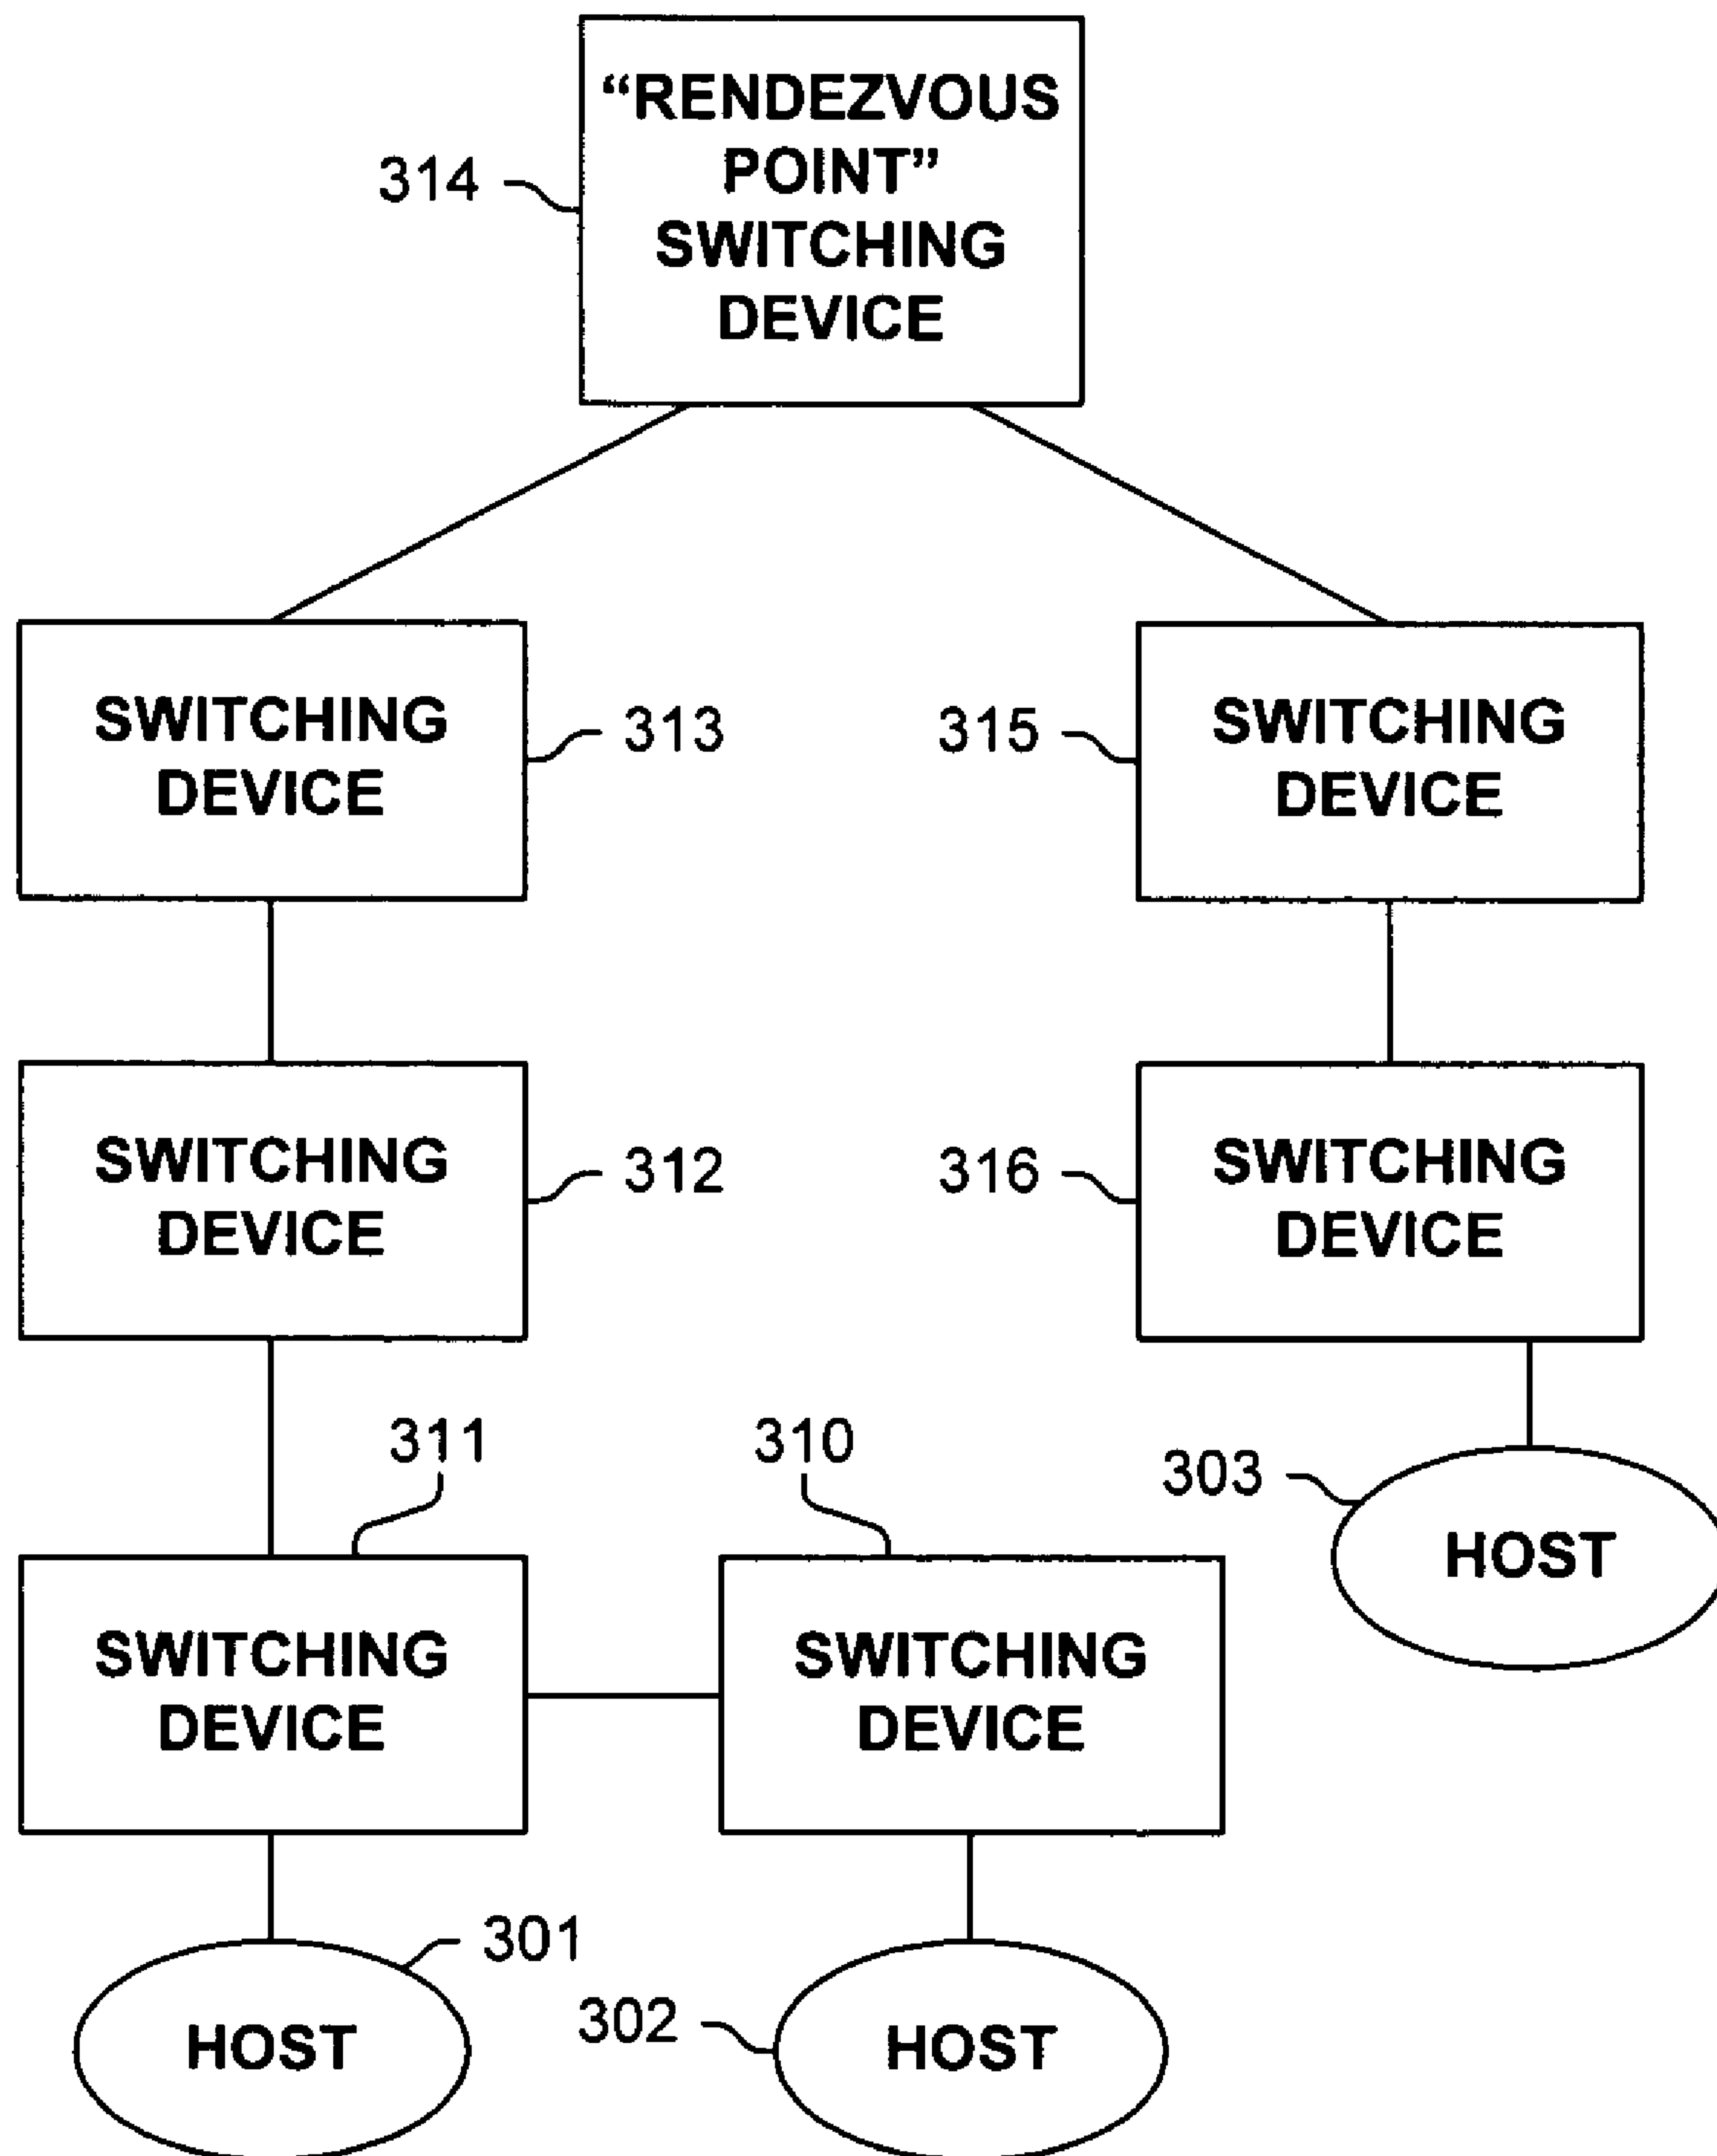 “RENDEZVOUS
POINT”
SWITCHING
DEVICE
314
SWITCHING
DEVICE
313
315
SWITCHING
DEVICE
SWITCHING
DEVICE
312
316
SWITCHING
DEVICE
311
310
303
HOST
SWITCHING
DEVICE
SWITCHING
DEVICE
301
HOST
302
HOST